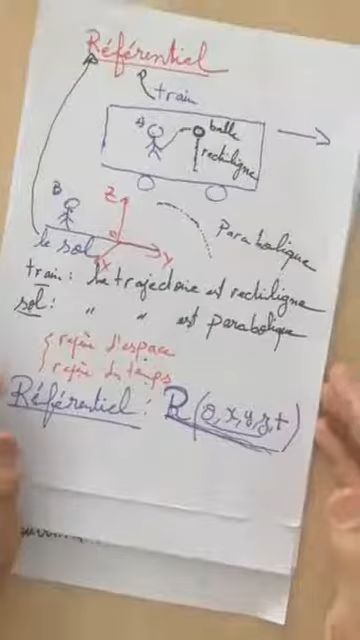 Référentiel
train
A) balle
rectiligne
B
Z
O
Y
X
le sol
Parabolique
train : La trajectoire est rectiligne
sol : " " est parabolique
repère d'espace
repère du temps
Référentiel : R (o, x, y, z, t)